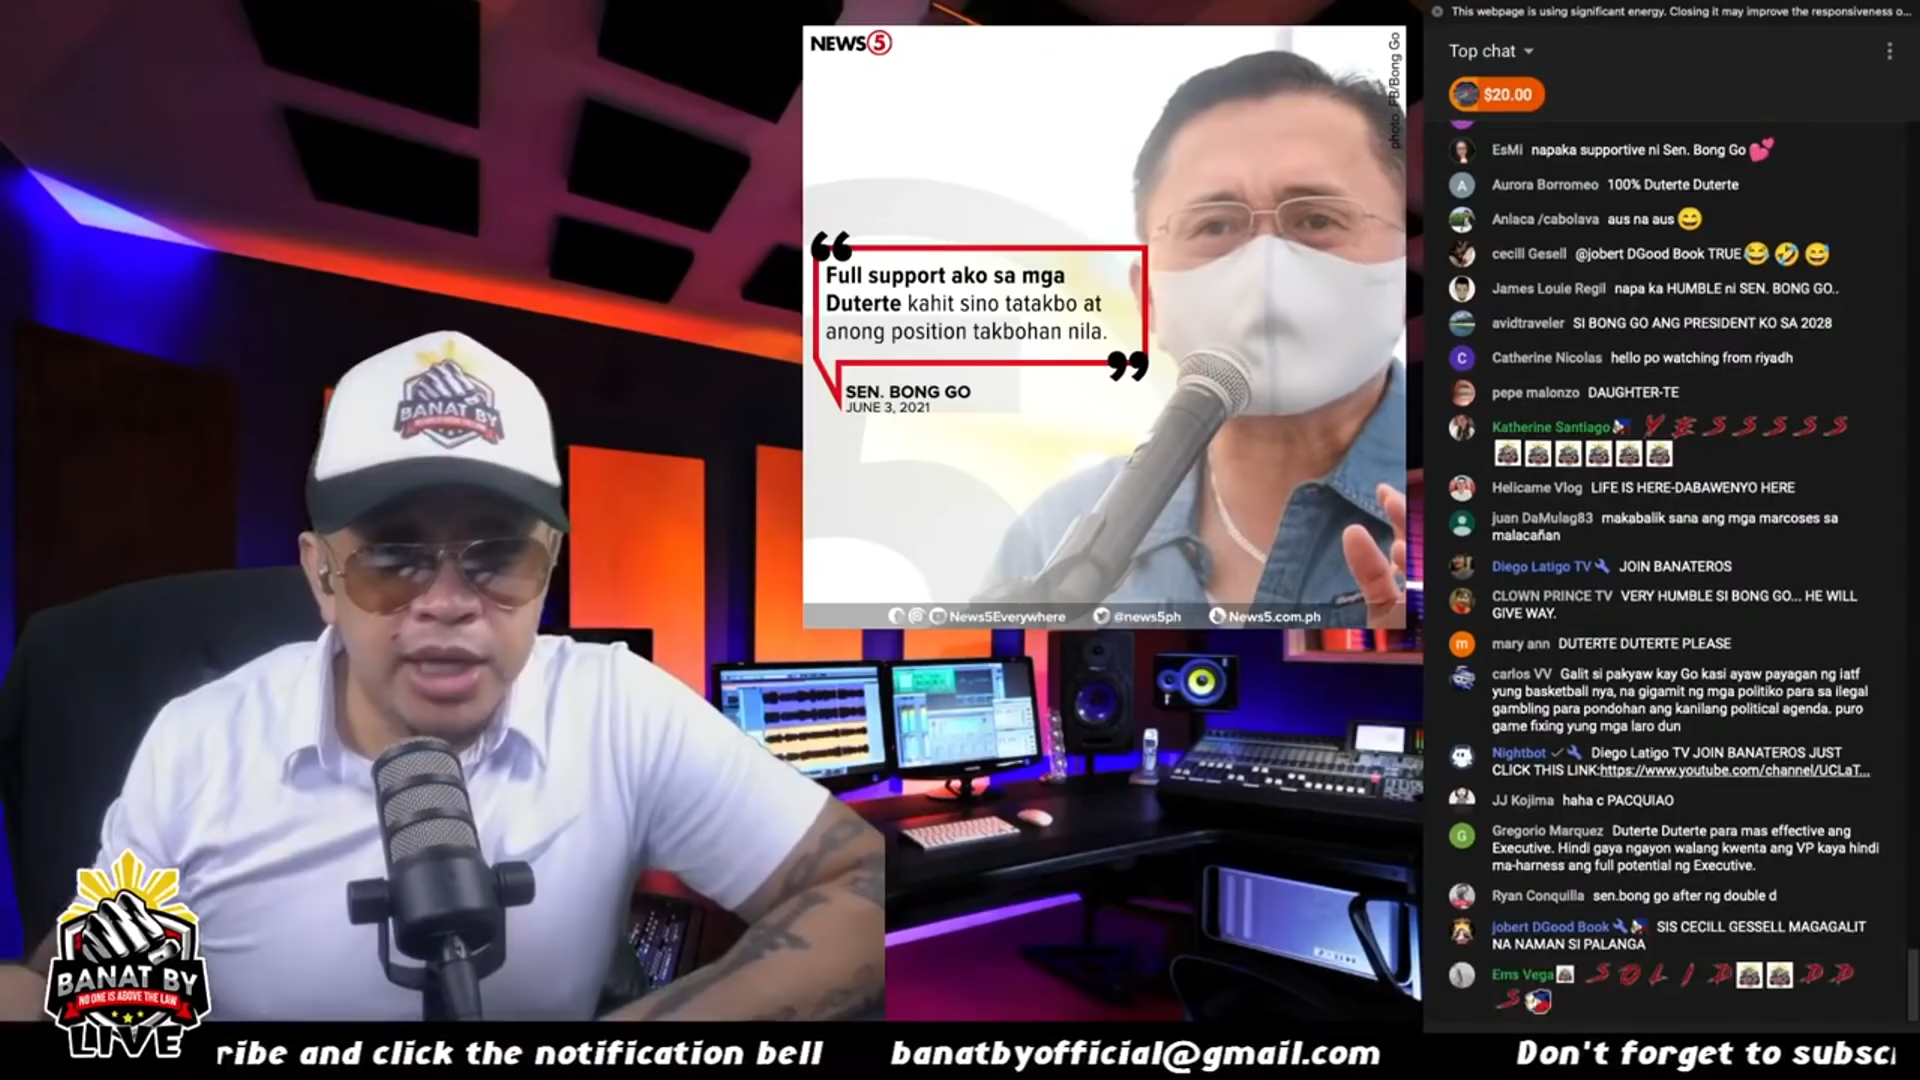 This webpage is using significant energy. Closing it may improve the responsiveness o...
Top chat
$20.00
NEWS5
photo: FB/Bong Go
Full support ako sa mga
Duterte kahit sino tatakbo at
anong position takbohan nila.
SEN. BONG GO
JUNE 3, 2021
News5Everywhere
@news5ph
News5.com.ph
BANAT BY
EsMi napaka supportive ni Sen. Bong Go 💕
Aurora Borromeo 100% Duterte Duterte
Anlaca /cabolava aus na aus 😄
cecill Gesell @jobert DGood Book TRUE 😂 🤣 😅
James Louie Regil napa ka HUMBLE ni SEN. BONG GO..
avidtraveler SI BONG GO ANG PRESIDENT KO SA 2028
Catherine Nicolas hello po watching from riyadh
pepe malonzo DAUGHTER-TE
Katherine Santiago Y E S S S S S
Helicame Vlog LIFE IS HERE-DABAWENYO HERE
juan DaMulag83 makabalik sana ang mga marcoses sa
malacañan
Diego Latigo TV JOIN BANATEROS
CLOWN PRINCE TV VERY HUMBLE SI BONG GO... HE WILL
GIVE WAY.
mary ann DUTERTE DUTERTE PLEASE
carlos VV Galit si pakyaw kay Go kasi ayaw payagan ng iatf
yung basketball nya, na gigamit ng mga politiko para sa ilegal
gambling para pondohan ang kanilang political agenda. puro
game fixing yung mga laro dun
Nightbot Diego Latigo TV JOIN BANATEROS JUST
CLICK THIS LINK:https://www.youtube.com/channel/UCLaT...
JJ Kojima haha c PACQUIAO
Gregorio Marquez Duterte Duterte para mas effective ang
Executive. Hindi gaya ngayon walang kwenta ang VP kaya hindi
ma-harness ang full potential ng Executive.
Ryan Conquilla sen.bong go after ng double d
jobert DGood Book SIS CECILL GESSELL MAGAGALIT
NA NAMAN SI PALANGA
Ems Vega S O L I D D D
S
BANAT BY
NO ONE IS ABOVE THE LAW
LIVE
ribe and click the notification bell
banatbyofficial@gmail.com
Don't forget to subsc